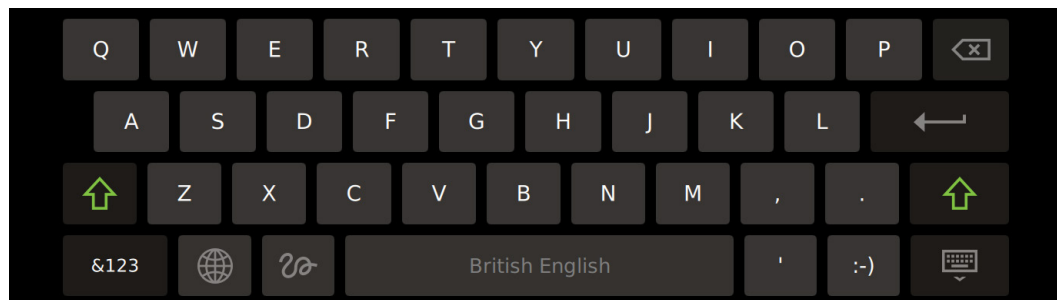 Q W E R T Y U I O P
A S D F G H J K L
Z X C V B N M , .
&123 British English ' :-)